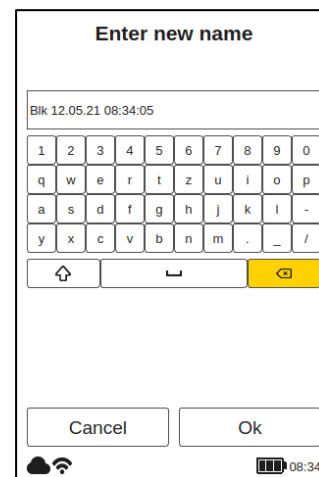 Enter new name
Blk 12.05.21 08:34:05
1 2 3 4 5 6 7 8 9 0
q w e r t z u i o p
a s d f g h j k l -
y x c v b n m . _ /
Cancel Ok
08:34